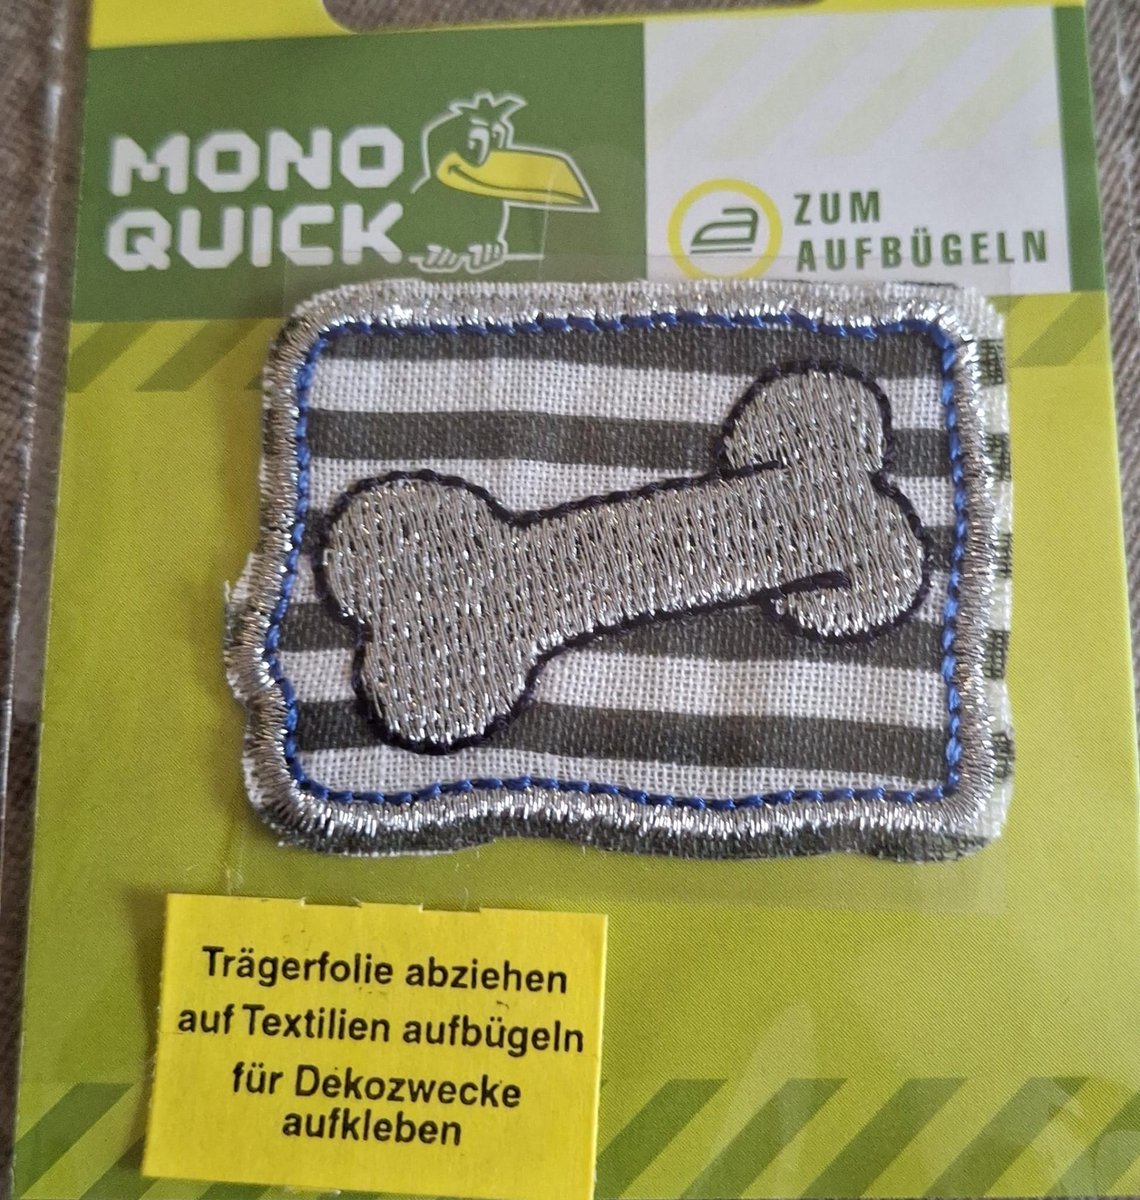 MONO
QUICK
ZUM
AUFBÜGELN
Trägerfolie abziehen
auf Textilien aufbügeln
für Dekozwecke
aufkleben